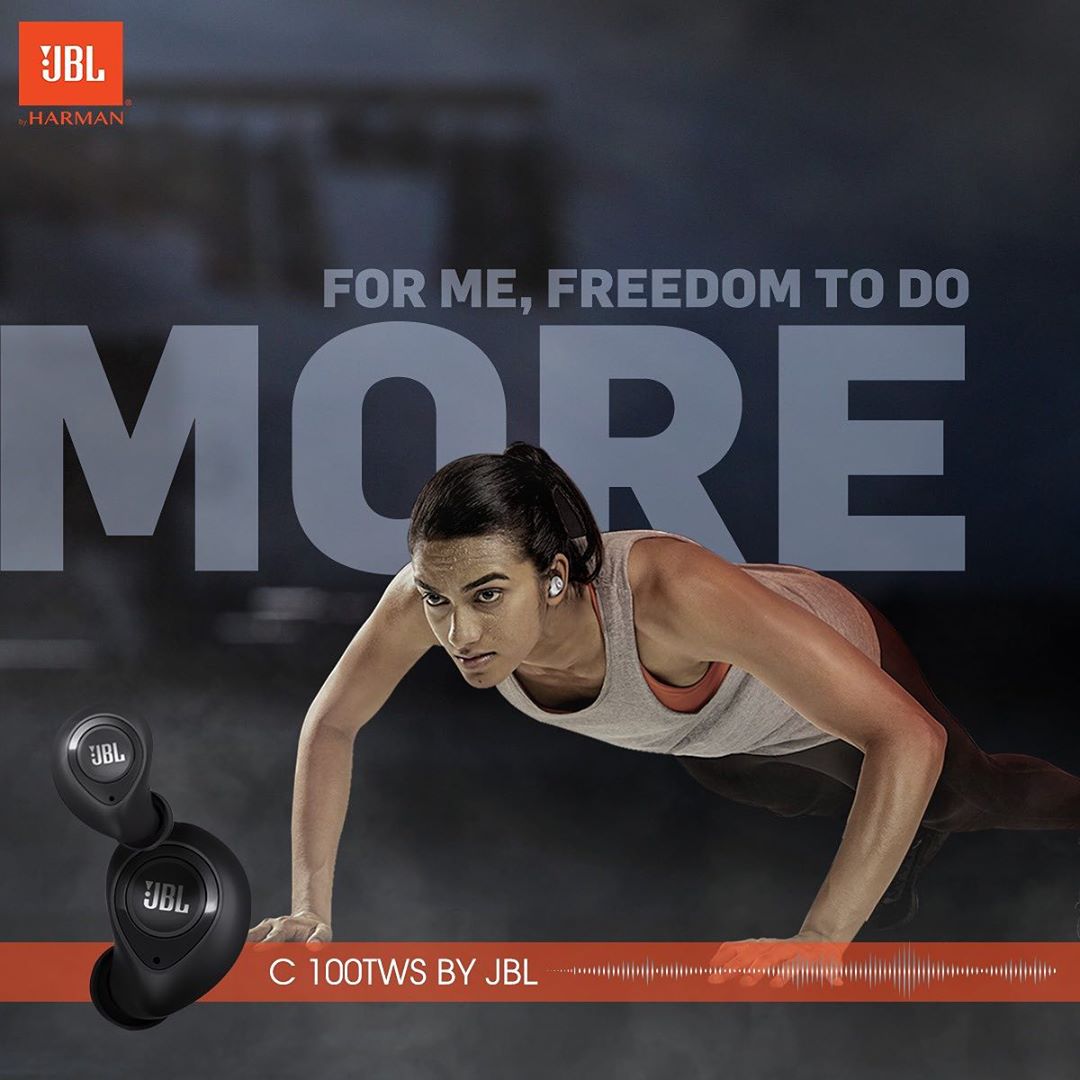 JBL
by HARMAN®
FOR ME, FREEDOM TO DO
MORE
JBL
JBL
C 100TWS BY JBL